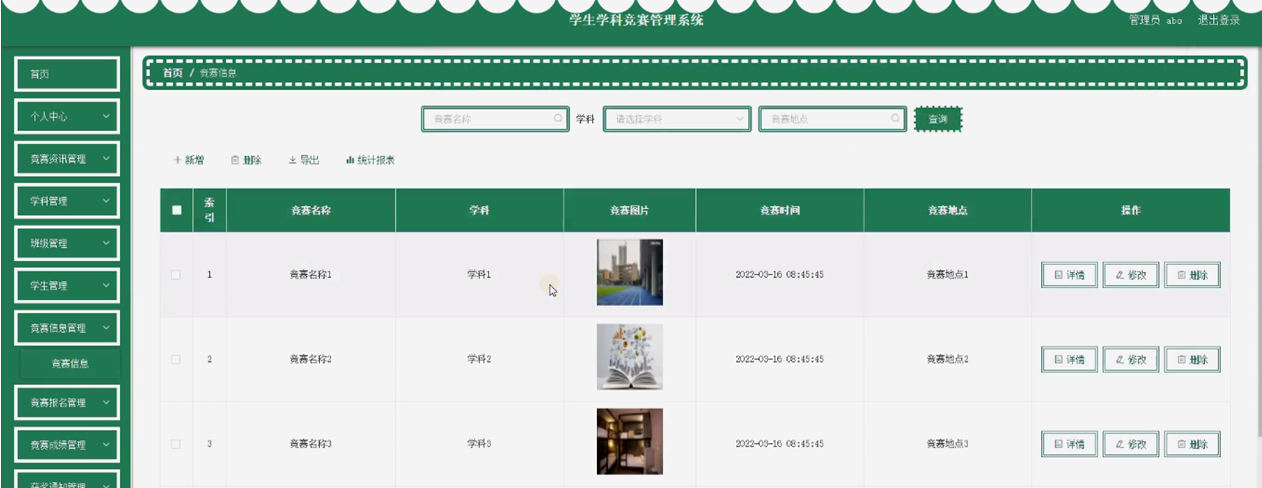 学生学科竞赛管理系统
管理员 abo 退出登录
首页
个人中心
竞赛资讯管理
学科管理
班级管理
学生管理
竞赛信息管理
竞赛信息
竞赛报名管理
竞赛成绩管理
获奖通知管理
首页 / 竞赛信息
竞赛名称 学科 请选择学科 竞赛地点 查询
新增 删除 导出 统计报表
索引 竞赛名称 学科 竞赛图片 竞赛时间 竞赛地点 操作
1 竞赛名称1 学科1 2022-03-16 08:45:45 竞赛地点1 详情 修改 删除
2 竞赛名称2 学科2 2022-03-16 08:45:45 竞赛地点2 详情 修改 删除
3 竞赛名称3 学科3 2022-03-16 08:45:45 竞赛地点3 详情 修改 删除